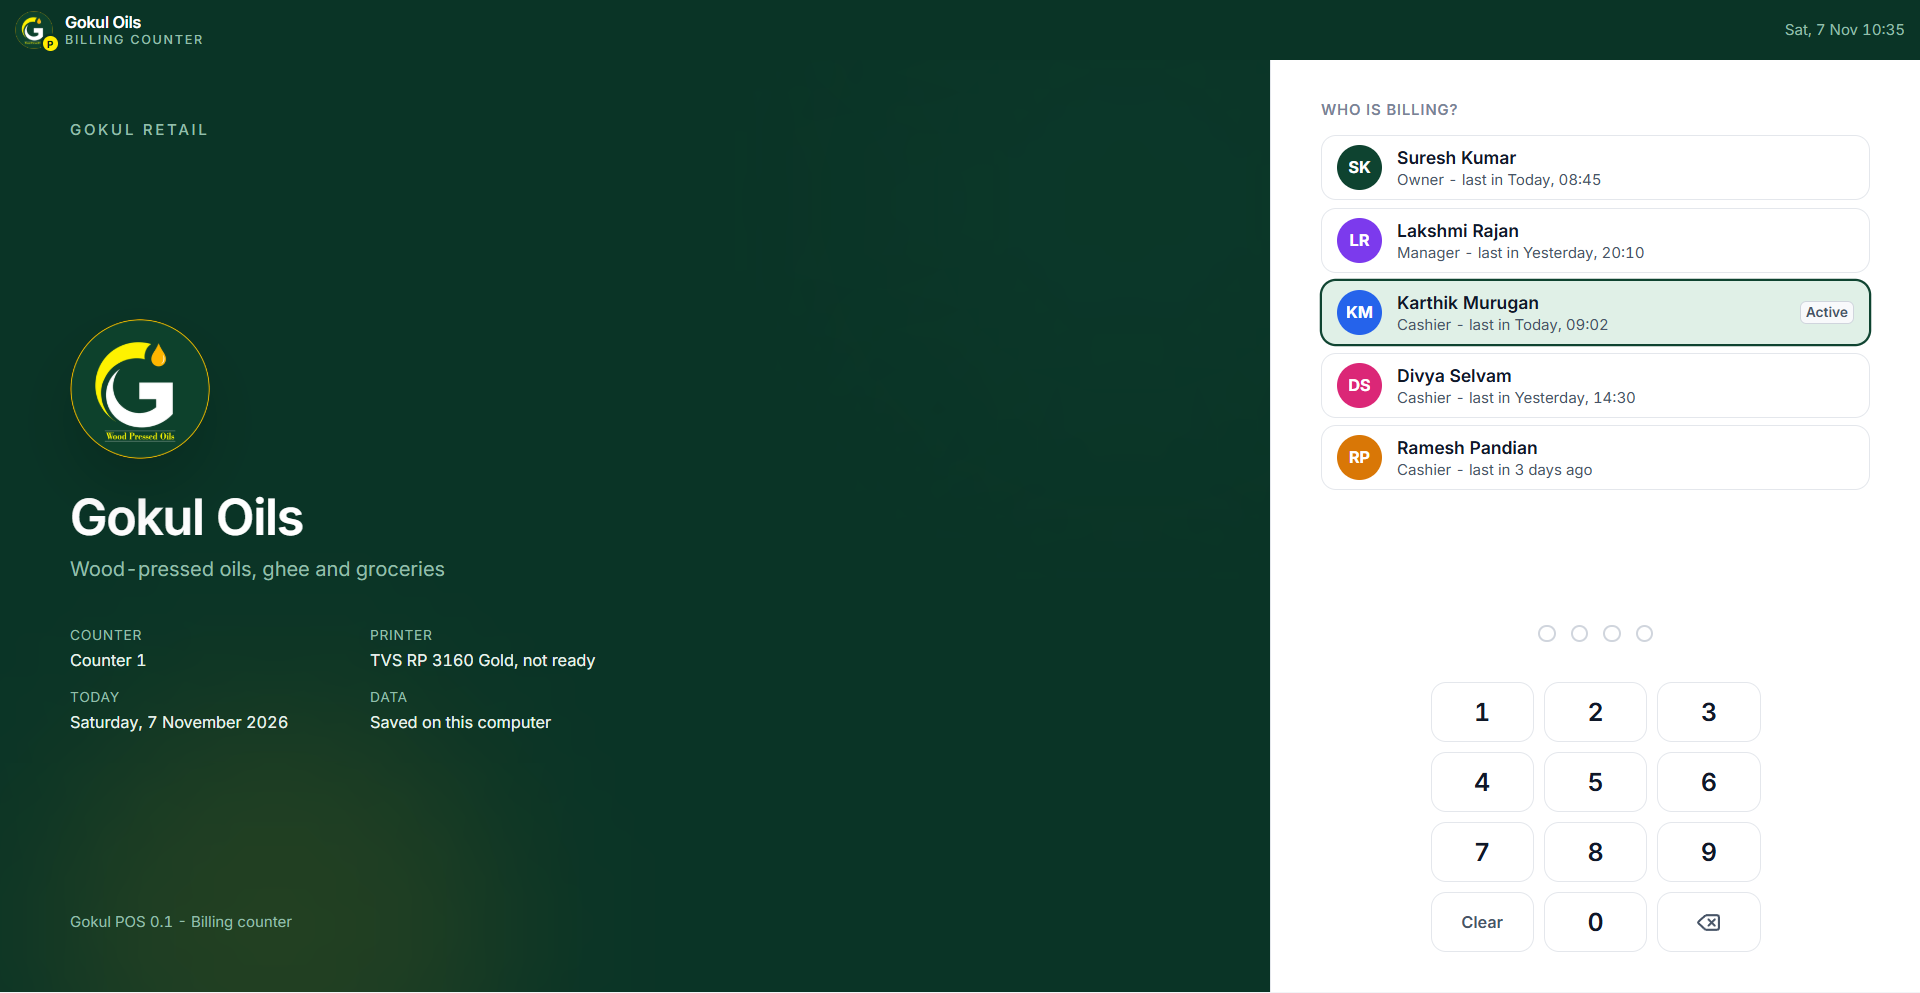 Gokul Oils
BILLING COUNTER
P
Sat, 7 Nov 10:35
GOKUL RETAIL
G
Wood Pressed Oils
Gokul Oils
Wood-pressed oils, ghee and groceries
COUNTER
Counter 1
PRINTER
TVS RP 3160 Gold, not ready
TODAY
Saturday, 7 November 2026
DATA
Saved on this computer
Gokul POS 0.1 - Billing counter
WHO IS BILLING?
SK
Suresh Kumar
Owner - last in Today, 08:45
LR
Lakshmi Rajan
Manager - last in Yesterday, 20:10
KM
Karthik Murugan
Cashier - last in Today, 09:02
Active
DS
Divya Selvam
Cashier - last in Yesterday, 14:30
RP
Ramesh Pandian
Cashier - last in 3 days ago
1 2 3
4 5 6
7 8 9
Clear 0